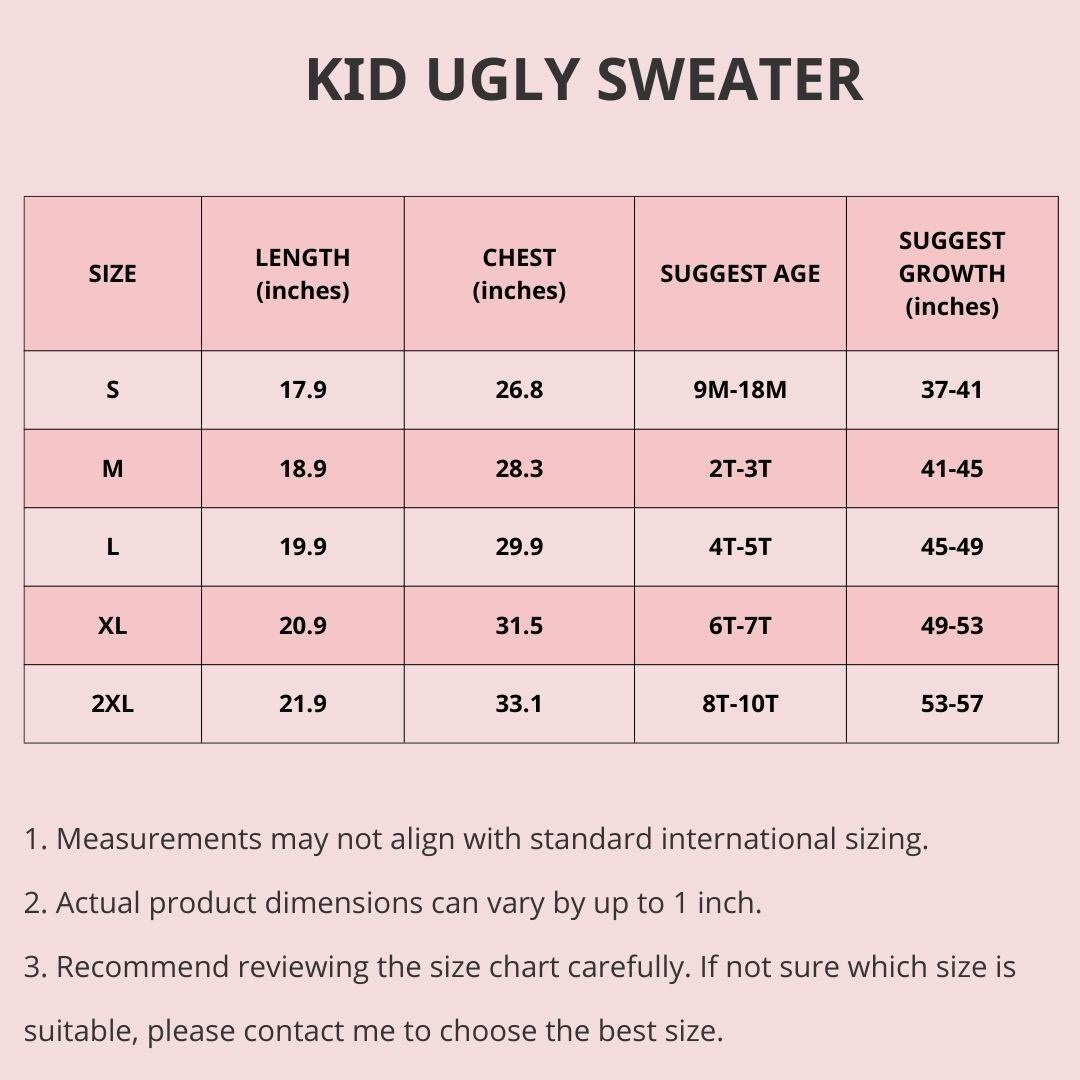 KID UGLY SWEATER
SIZE LENGTH (inches) CHEST (inches) SUGGEST AGE SUGGEST GROWTH (inches)
S 17.9 26.8 9M-18M 37-41
M 18.9 28.3 2T-3T 41-45
L 19.9 29.9 4T-5T 45-49
XL 20.9 31.5 6T-7T 49-53
2XL 21.9 33.1 8T-10T 53-57
1. Measurements may not align with standard international sizing.
2. Actual product dimensions can vary by up to 1 inch.
3. Recommend reviewing the size chart carefully. If not sure which size is
suitable, please contact me to choose the best size.